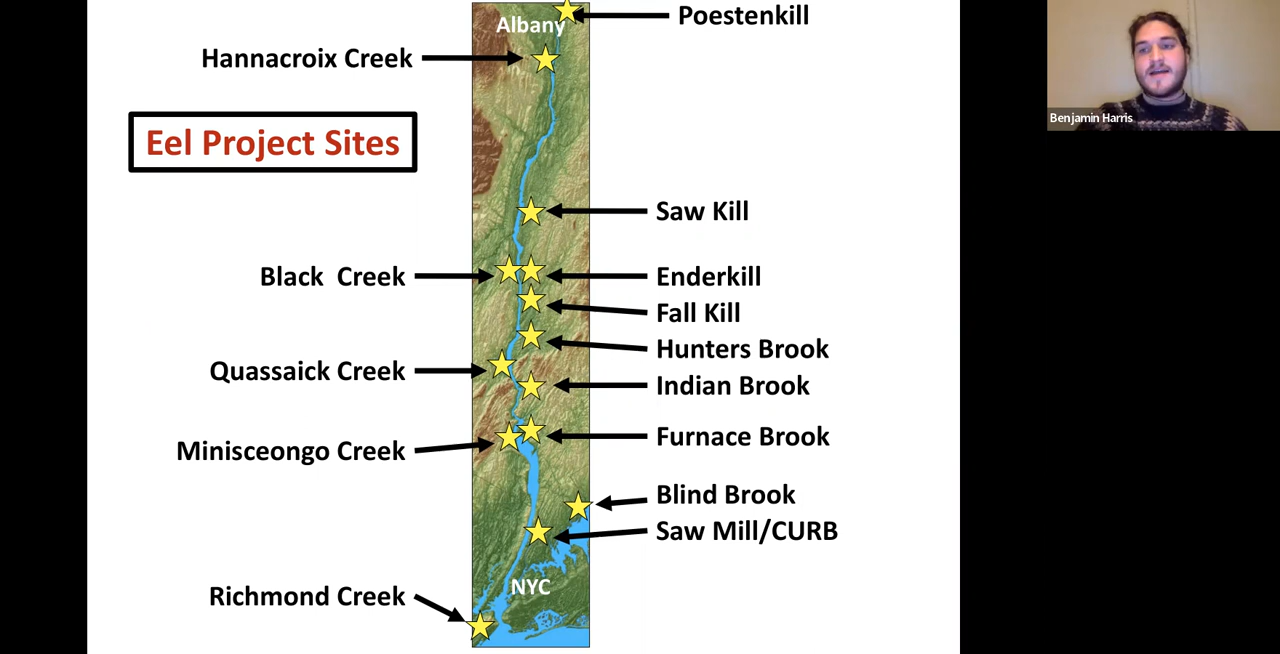 Albany
Poestenkill
Hannacroix Creek
Benjamin Harris
Eel Project Sites
Saw Kill
Black  Creek
Enderkill
Fall Kill
Hunters Brook
Quassaick Creek
Indian Brook
Furnace Brook
Minisceongo Creek
Blind Brook
Saw Mill/CURB
NYC
Richmond Creek